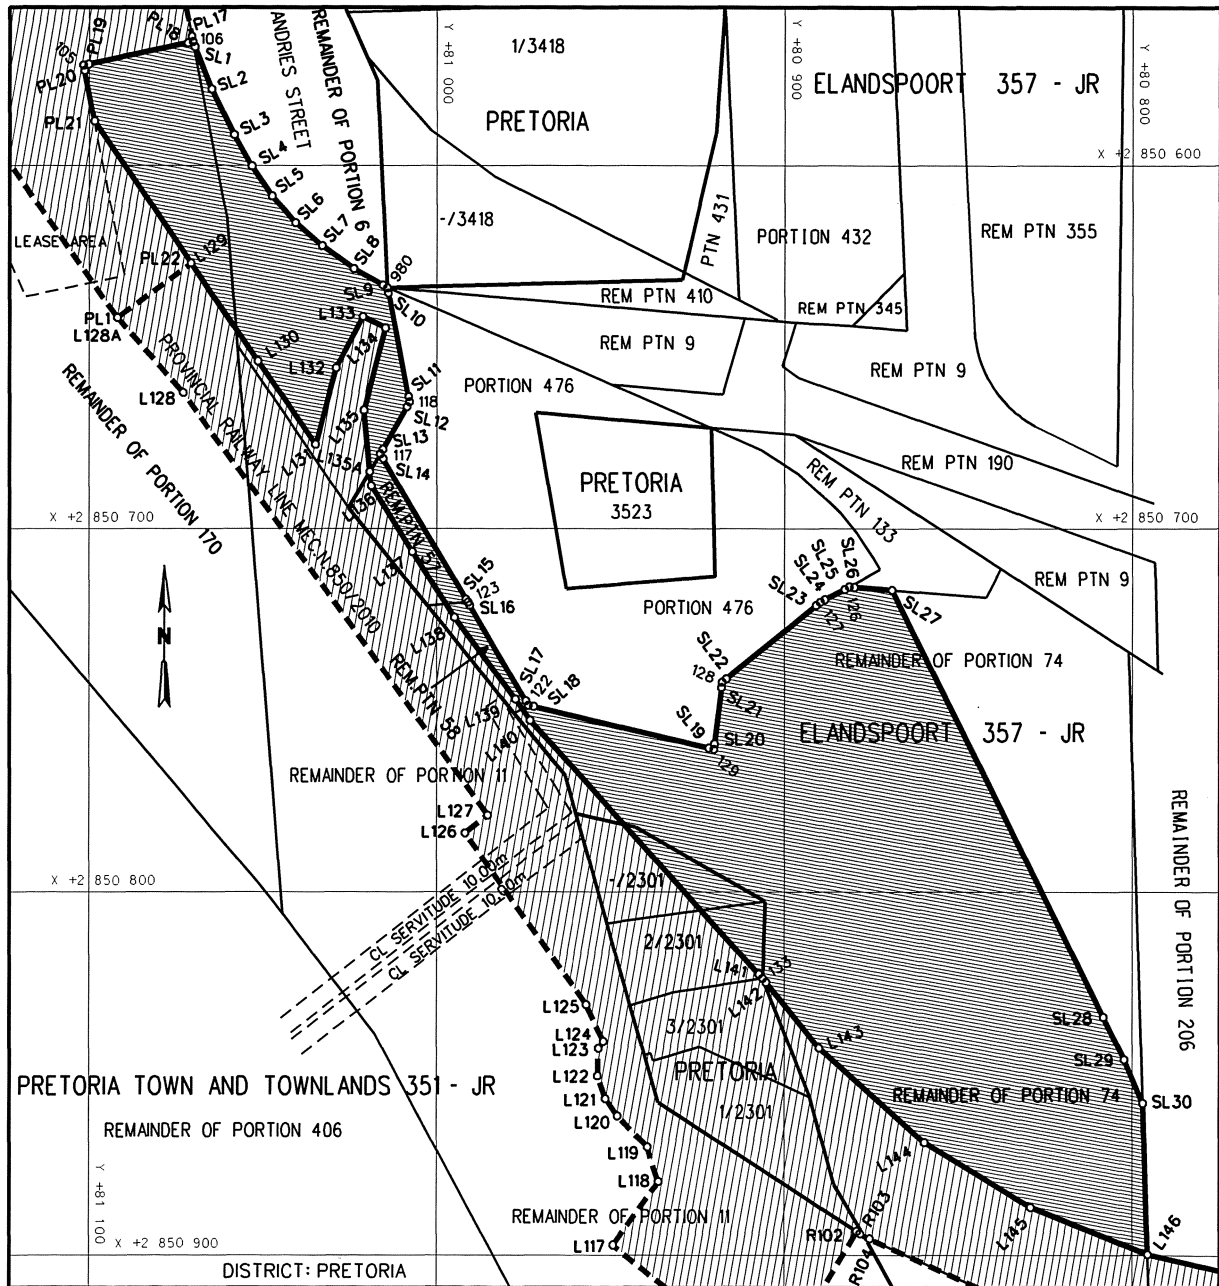 PL19
PL18
PL17
105
106
PL20
SL1
SL2
PL21
SL3
SL4
SL5
SL6
SL7
SL8
ANDRIES STREET
REMAINDER OF PORTION 6
1/3418
PRETORIA
-/3418
Y +81 000
Y +80 900
Y +80 800
ELANDSPOORT 357 - JR
X +2 850 600
PTN 431
PORTION 432
REM PTN 355
LEASE AREA
PL22
L129
980
SL9
SL10
REM PTN 410
REM PTN 345
PL1
L128A
L133
L134
REM PTN 9
REM PTN 9
L130
L132
PORTION 476
SL11
118
SL12
L128
PROVINCIAL RAILWAY LINE MEC.N.850/2010
REMAINDER OF PORTION 170
L135
L131
L135A
SL13
117
SL14
L136
REM.PTN 57
PRETORIA
3523
REM PTN 190
REM PTN 133
X +2 850 700
X +2 850 700
L137
SL15
123
SL16
L138
PORTION 476
SL26
SL25
SL24
SL23
126
127
SL27
REM PTN 9
N
SL22
128
SL21
REMAINDER OF PORTION 74
REM.PTN 58
SL17
122
SL18
L139
L140
SL19
SL20
129
ELANDSPOORT 357 - JR
REMAINDER OF PORTION 11
REMAINDER OF PORTION 206
L127
L126
X +2 850 800
CL SERVITUDE 10,00m
CL SERVITUDE 10,00m
-/2301
2/2301
L141
133
L142
L125
3/2301
L124
L123
L143
SL28
SL29
SL30
PRETORIA
L122
L121
L120
1/2301
PRETORIA TOWN AND TOWNLANDS 351 - JR
REMAINDER OF PORTION 406
REMAINDER OF PORTION 74
L119
L118
L144
L145
L146
Y +81 100
X +2 850 900
REMAINDER OF PORTION 11
L117
R102
R103
R104
DISTRICT: PRETORIA